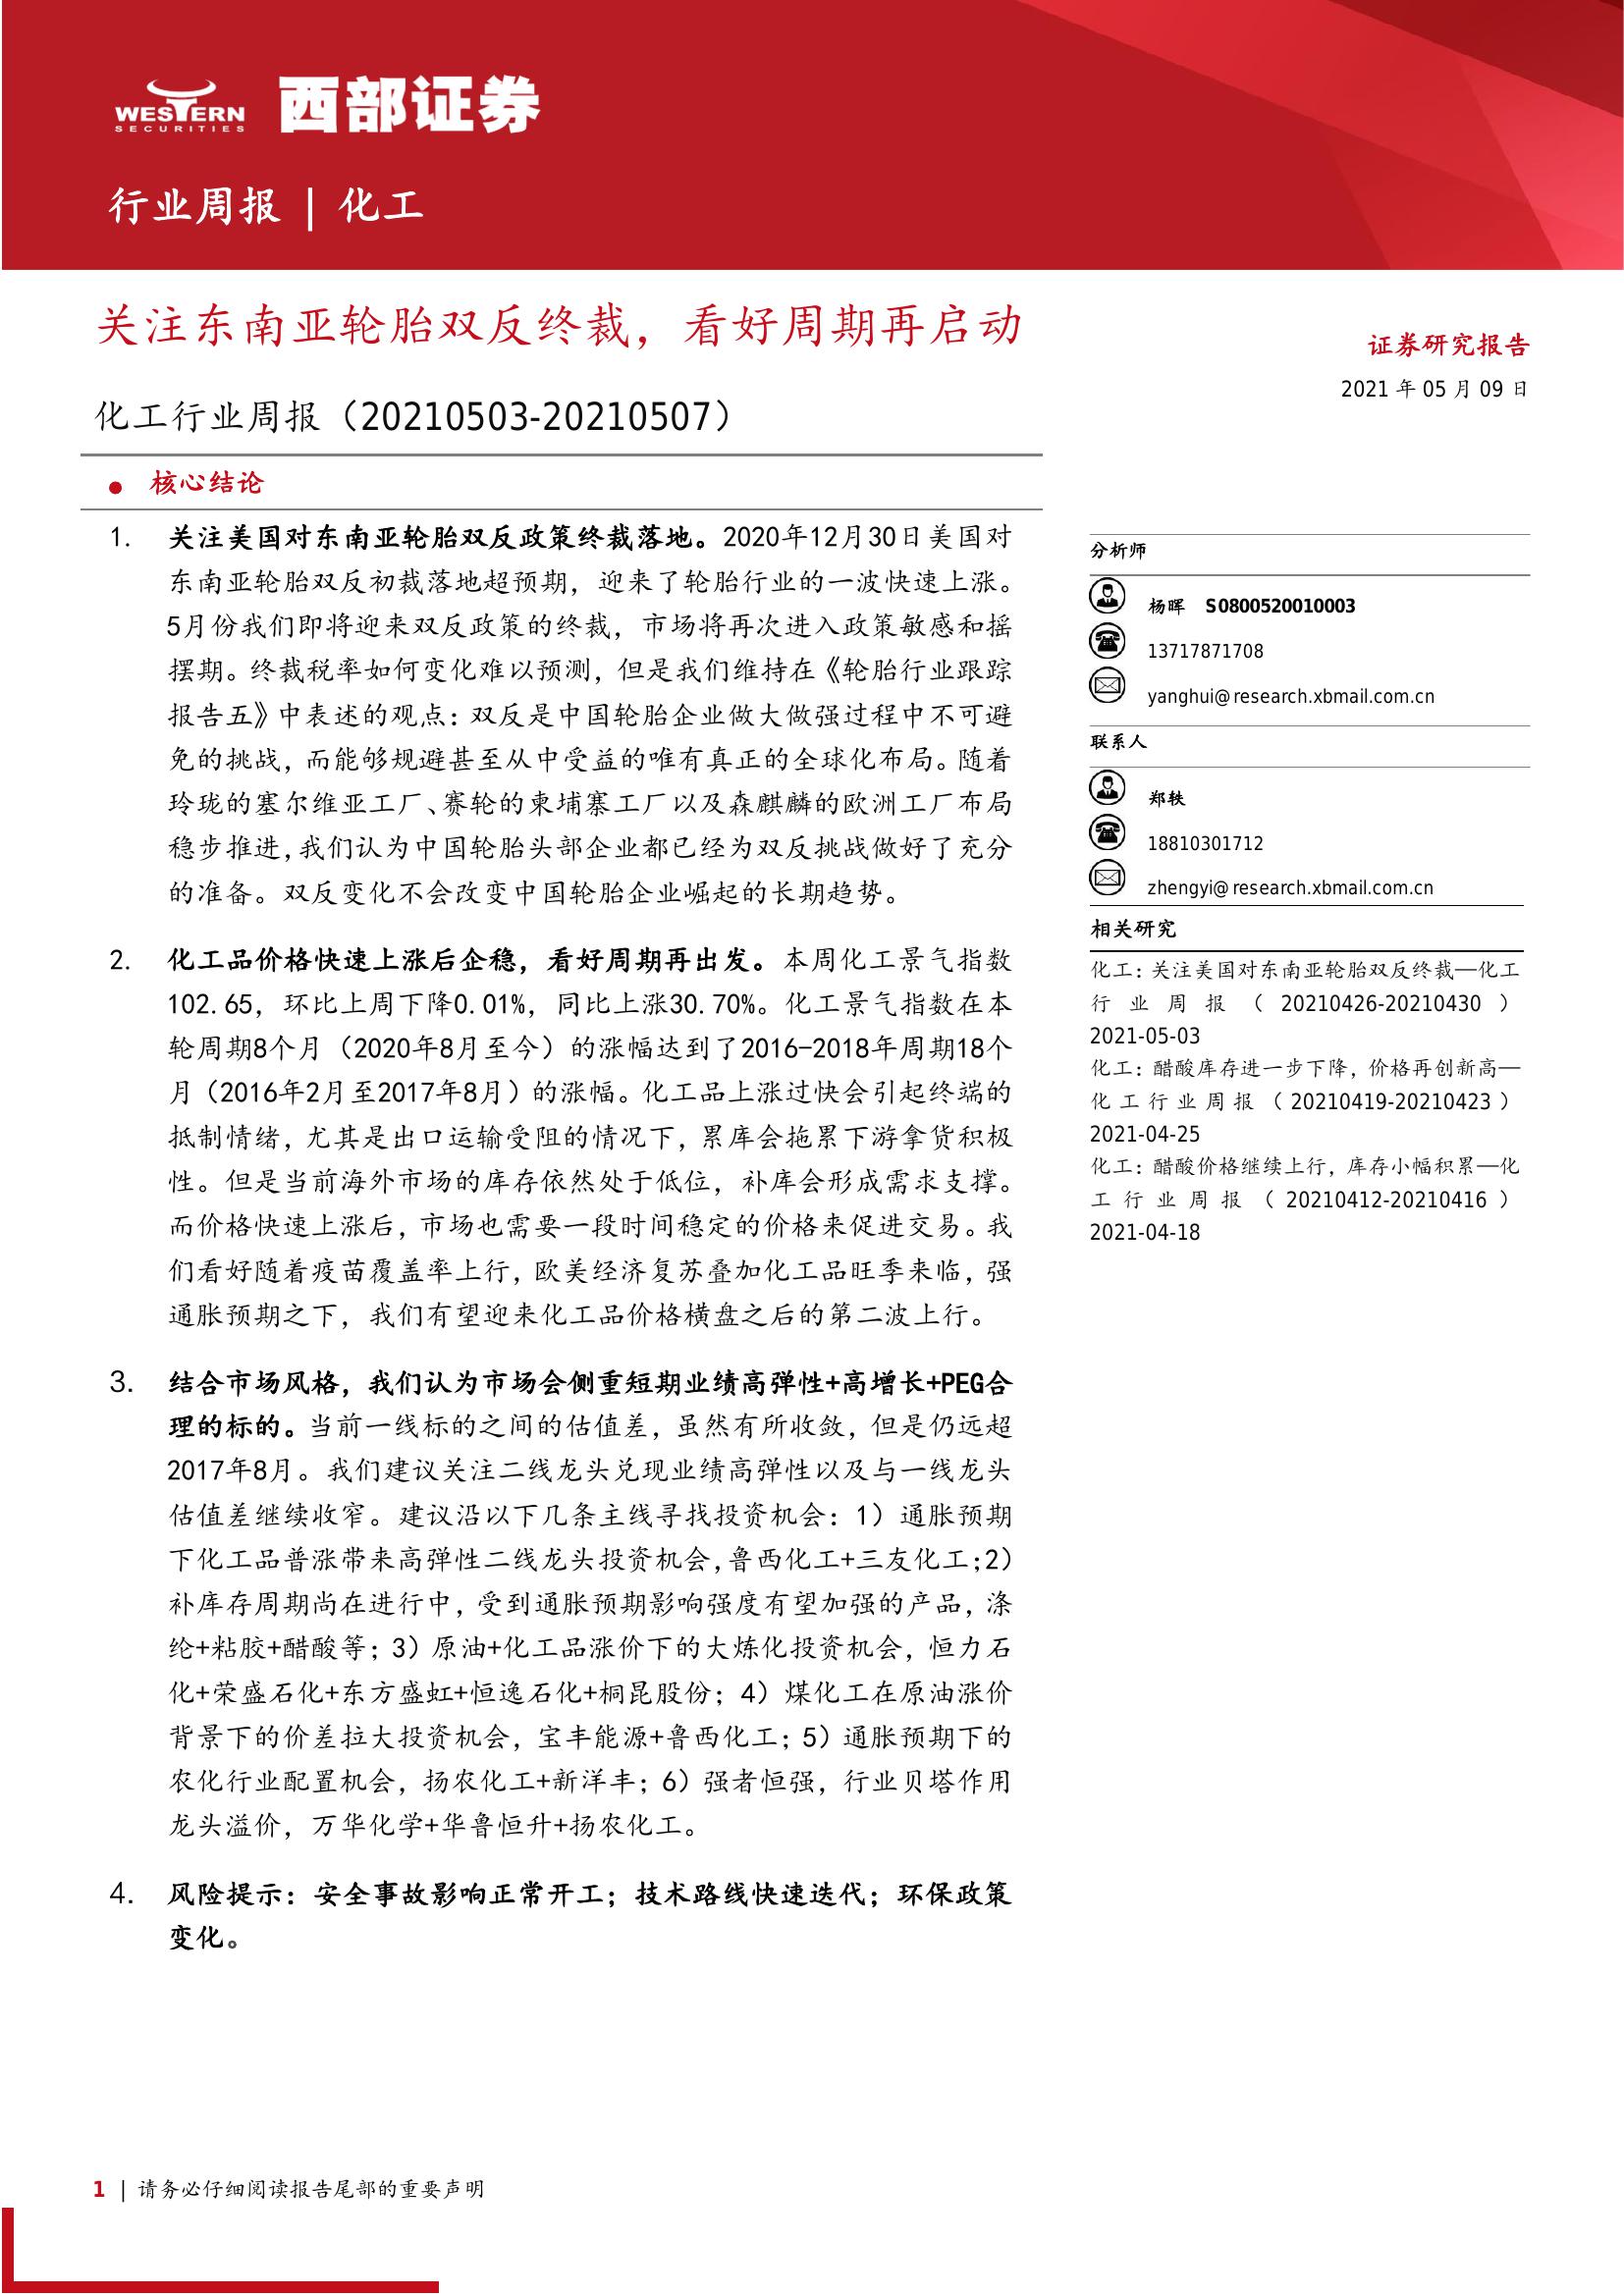 WESTERN
SECURITIES
西部证券
行业周报 | 化工
关注东南亚轮胎双反终裁，看好周期再启动
化工行业周报（20210503-20210507）
● 核心结论
1. 关注美国对东南亚轮胎双反政策终裁落地。2020年12月30日美国对
东南亚轮胎双反初裁落地超预期，迎来了轮胎行业的一波快速上涨。
5月份我们即将迎来双反政策的终裁，市场将再次进入政策敏感和摇
摆期。终裁税率如何变化难以预测，但是我们维持在《轮胎行业跟踪
报告五》中表述的观点：双反是中国轮胎企业做大做强过程中不可避
免的挑战，而能够规避甚至从中受益的唯有真正的全球化布局。随着
玲珑的塞尔维亚工厂、赛轮的柬埔寨工厂以及森麒麟的欧洲工厂布局
稳步推进，我们认为中国轮胎头部企业都已经为双反挑战做好了充分
的准备。双反变化不会改变中国轮胎企业崛起的长期趋势。
2. 化工品价格快速上涨后企稳，看好周期再出发。本周化工景气指数
102.65，环比上周下降0.01%，同比上涨30.70%。化工景气指数在本
轮周期8个月（2020年8月至今）的涨幅达到了2016-2018年周期18个
月（2016年2月至2017年8月）的涨幅。化工品上涨过快会引起终端的
抵制情绪，尤其是出口运输受阻的情况下，累库会拖累下游拿货积极
性。但是当前海外市场的库存依然处于低位，补库会形成需求支撑。
而价格快速上涨后，市场也需要一段时间稳定的价格来促进交易。我
们看好随着疫苗覆盖率上行，欧美经济复苏叠加化工品旺季来临，强
通胀预期之下，我们有望迎来化工品价格横盘之后的第二波上行。
3. 结合市场风格，我们认为市场会侧重短期业绩高弹性+高增长+PEG合
理的标的。当前一线标的之间的估值差，虽然有所收敛，但是仍远超
2017年8月。我们建议关注二线龙头兑现业绩高弹性以及与一线龙头
估值差继续收窄。建议沿以下几条主线寻找投资机会：1）通胀预期
下化工品普涨带来高弹性二线龙头投资机会，鲁西化工+三友化工；2）
补库存周期尚在进行中，受到通胀预期影响强度有望加强的产品，涤
纶+粘胶+醋酸等；3）原油+化工品涨价下的大炼化投资机会，恒力石
化+荣盛石化+东方盛虹+恒逸石化+桐昆股份；4）煤化工在原油涨价
背景下的价差拉大投资机会，宝丰能源+鲁西化工；5）通胀预期下的
农化行业配置机会，扬农化工+新洋丰；6）强者恒强，行业贝塔作用
龙头溢价，万华化学+华鲁恒升+扬农化工。
4. 风险提示：安全事故影响正常开工；技术路线快速迭代；环保政策
变化。
证券研究报告
2021 年 05 月 09 日
分析师
杨晖 S0800520010003
13717871708
yanghui@research.xbmail.com.cn
联系人
郑轶
18810301712
zhengyi@research.xbmail.com.cn
相关研究
化工：关注美国对东南亚轮胎双反终裁—化工
行业周报（20210426-20210430）
2021-05-03
化工：醋酸库存进一步下降，价格再创新高—
化工行业周报（20210419-20210423）
2021-04-25
化工：醋酸价格继续上行，库存小幅积累—化
工行业周报（20210412-20210416）
2021-04-18
1 | 请务必仔细阅读报告尾部的重要声明